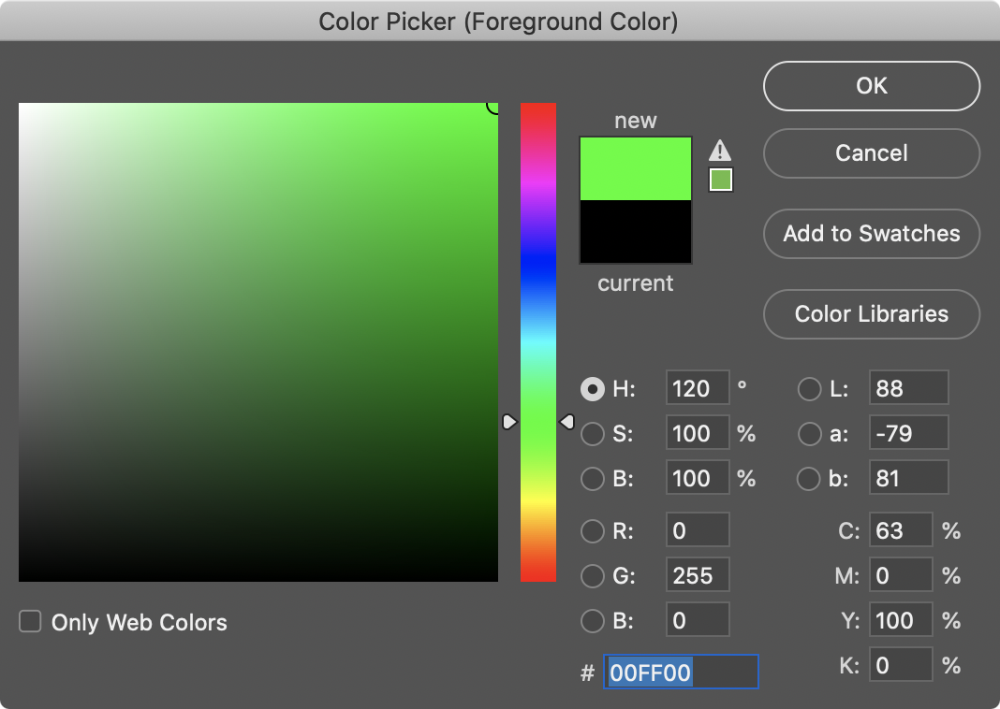 Color Picker (Foreground Color)
new
current
OK
Cancel
Add to Swatches
Color Libraries
H: 120 °
S: 100 %
B: 100 %
R: 0
G: 255
B: 0
# 00FF00
L: 88
a: -79
b: 81
C: 63 %
M: 0 %
Y: 100 %
K: 0 %
Only Web Colors